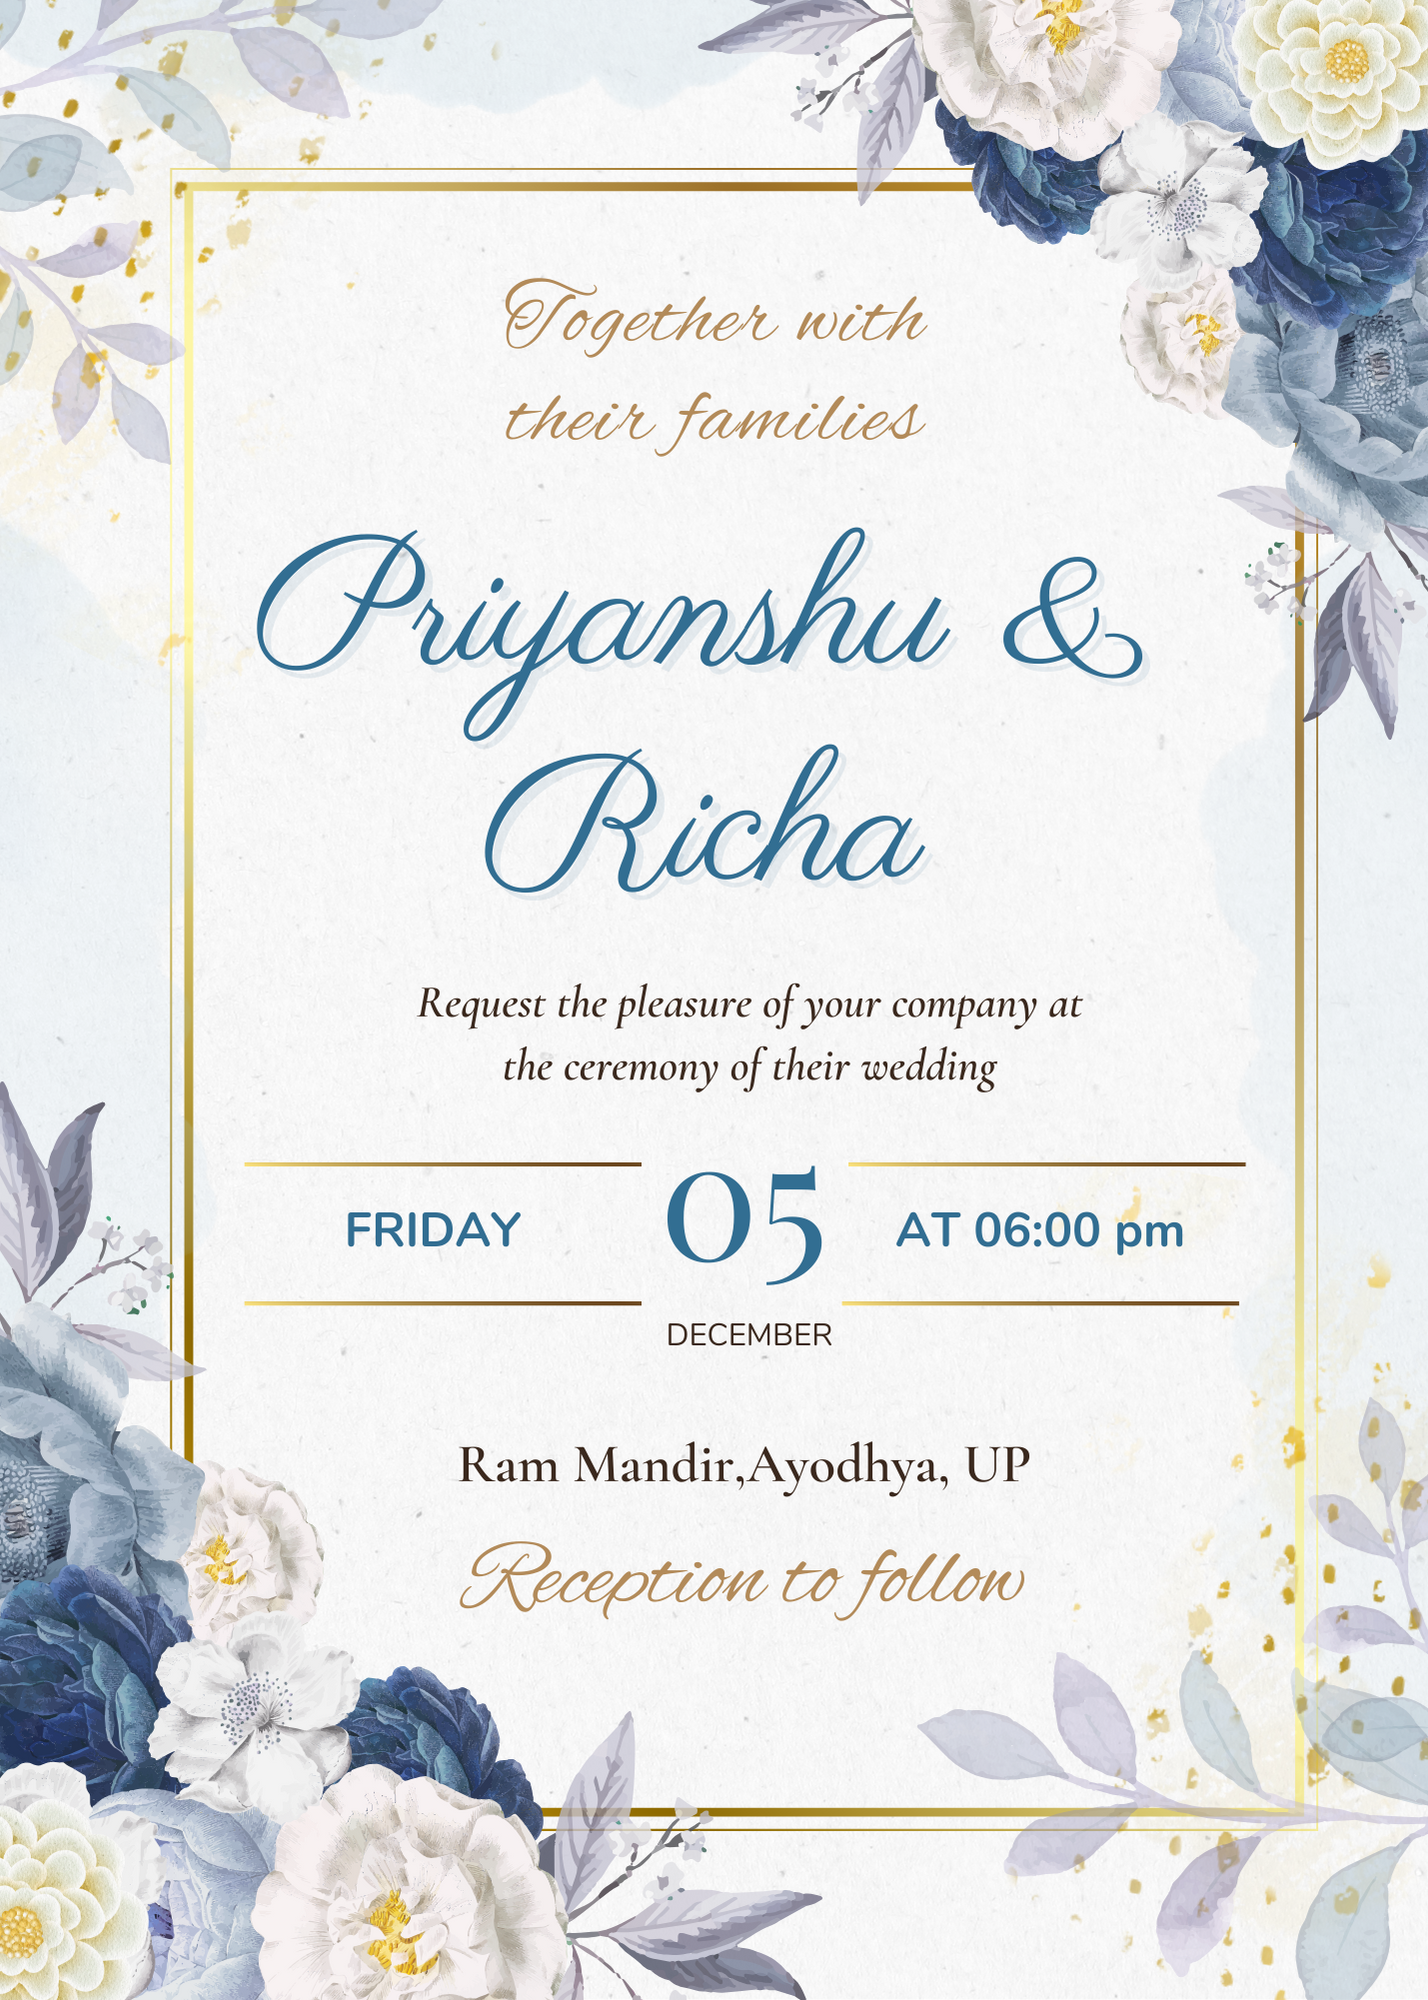 Together with
their families
Priyanshu &
Richa
Request the pleasure of your company at
the ceremony of their wedding
FRIDAY 05 AT 06:00 pm
DECEMBER
Ram Mandir,Ayodhya, UP
Reception to follow